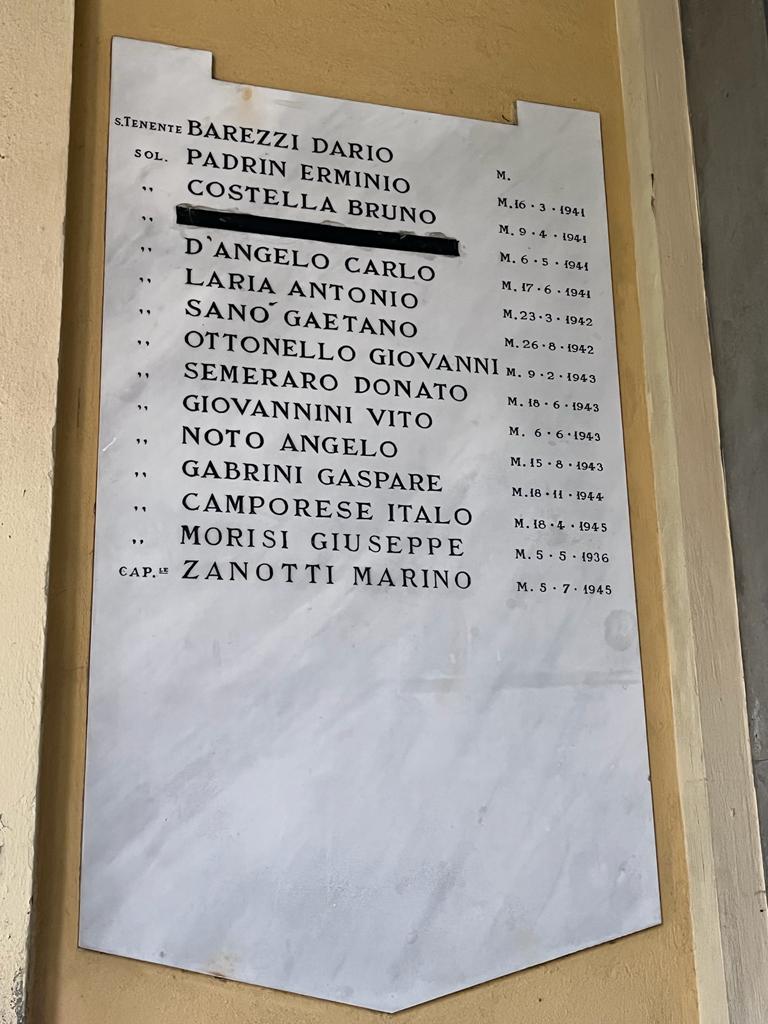 S.TENENTE BAREZZI DARIO M.
SOL. PADRIN ERMINIO M.16·3·1941
,, COSTELLA BRUNO M.9·4·1941
,, M.6·5·1941
,, D'ANGELO CARLO M.17·6·1941
,, LARIA ANTONIO M.23·3·1942
,, SANO' GAETANO M.26·8·1942
,, OTTONELLO GIOVANNI M.9·2·1943
,, SEMERARO DONATO M.18·6·1943
,, GIOVANNINI VITO M. 6·6·1943
,, NOTO ANGELO M.15·8·1943
,, GABRINI GASPARE M.18·11·1944
,, CAMPORESE ITALO M.18·4·1945
,, MORISI GIUSEPPE M.5·5·1936
CAP.LE ZANOTTI MARINO M.5·7·1945